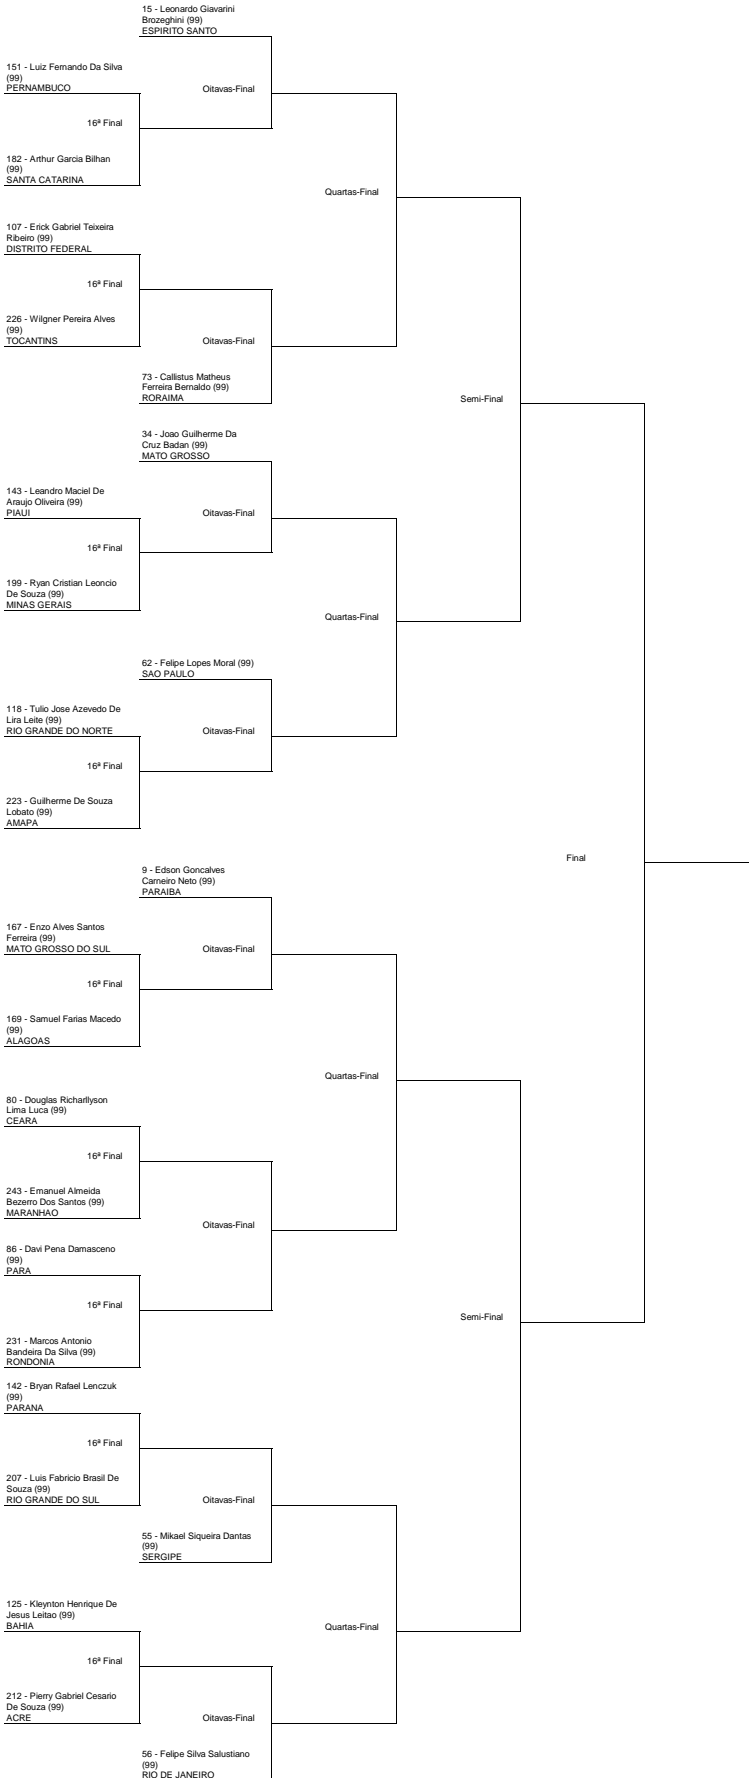 15 - Leonardo Giavarini
Brozeghini (99)
ESPIRITO SANTO
151 - Luiz Fernando Da Silva
(99)
PERNAMBUCO
Oitavas-Final
16ª Final
182 - Arthur Garcia Bilhan
(99)
SANTA CATARINA
Quartas-Final
107 - Erick Gabriel Teixeira
Ribeiro (99)
DISTRITO FEDERAL
16ª Final
226 - Wilgner Pereira Alves
(99)
TOCANTINS
Oitavas-Final
73 - Callistus Matheus
Ferreira Bernaldo (99)
RORAIMA
Semi-Final
34 - Joao Guilherme Da
Cruz Badan (99)
MATO GROSSO
143 - Leandro Maciel De
Araujo Oliveira (99)
PIAUI
Oitavas-Final
16ª Final
199 - Ryan Cristian Leoncio
De Souza (99)
MINAS GERAIS
Quartas-Final
62 - Felipe Lopes Moral (99)
SAO PAULO
118 - Tulio Jose Azevedo De
Lira Leite (99)
RIO GRANDE DO NORTE
Oitavas-Final
16ª Final
223 - Guilherme De Souza
Lobato (99)
AMAPA
Final
9 - Edson Goncalves
Carneiro Neto (99)
PARAIBA
167 - Enzo Alves Santos
Ferreira (99)
MATO GROSSO DO SUL
Oitavas-Final
16ª Final
169 - Samuel Farias Macedo
(99)
ALAGOAS
Quartas-Final
80 - Douglas Richarllyson
Lima Luca (99)
CEARA
16ª Final
243 - Emanuel Almeida
Bezerro Dos Santos (99)
MARANHAO
Oitavas-Final
86 - Davi Pena Damasceno
(99)
PARA
16ª Final
Semi-Final
231 - Marcos Antonio
Bandeira Da Silva (99)
RONDONIA
142 - Bryan Rafael Lenczuk
(99)
PARANA
16ª Final
207 - Luis Fabricio Brasil De
Souza (99)
RIO GRANDE DO SUL
Oitavas-Final
55 - Mikael Siqueira Dantas
(99)
SERGIPE
125 - Kleynton Henrique De
Jesus Leitao (99)
BAHIA
Quartas-Final
16ª Final
212 - Pierry Gabriel Cesario
De Souza (99)
ACRE
Oitavas-Final
56 - Felipe Silva Salustiano
(99)
RIO DE JANEIRO